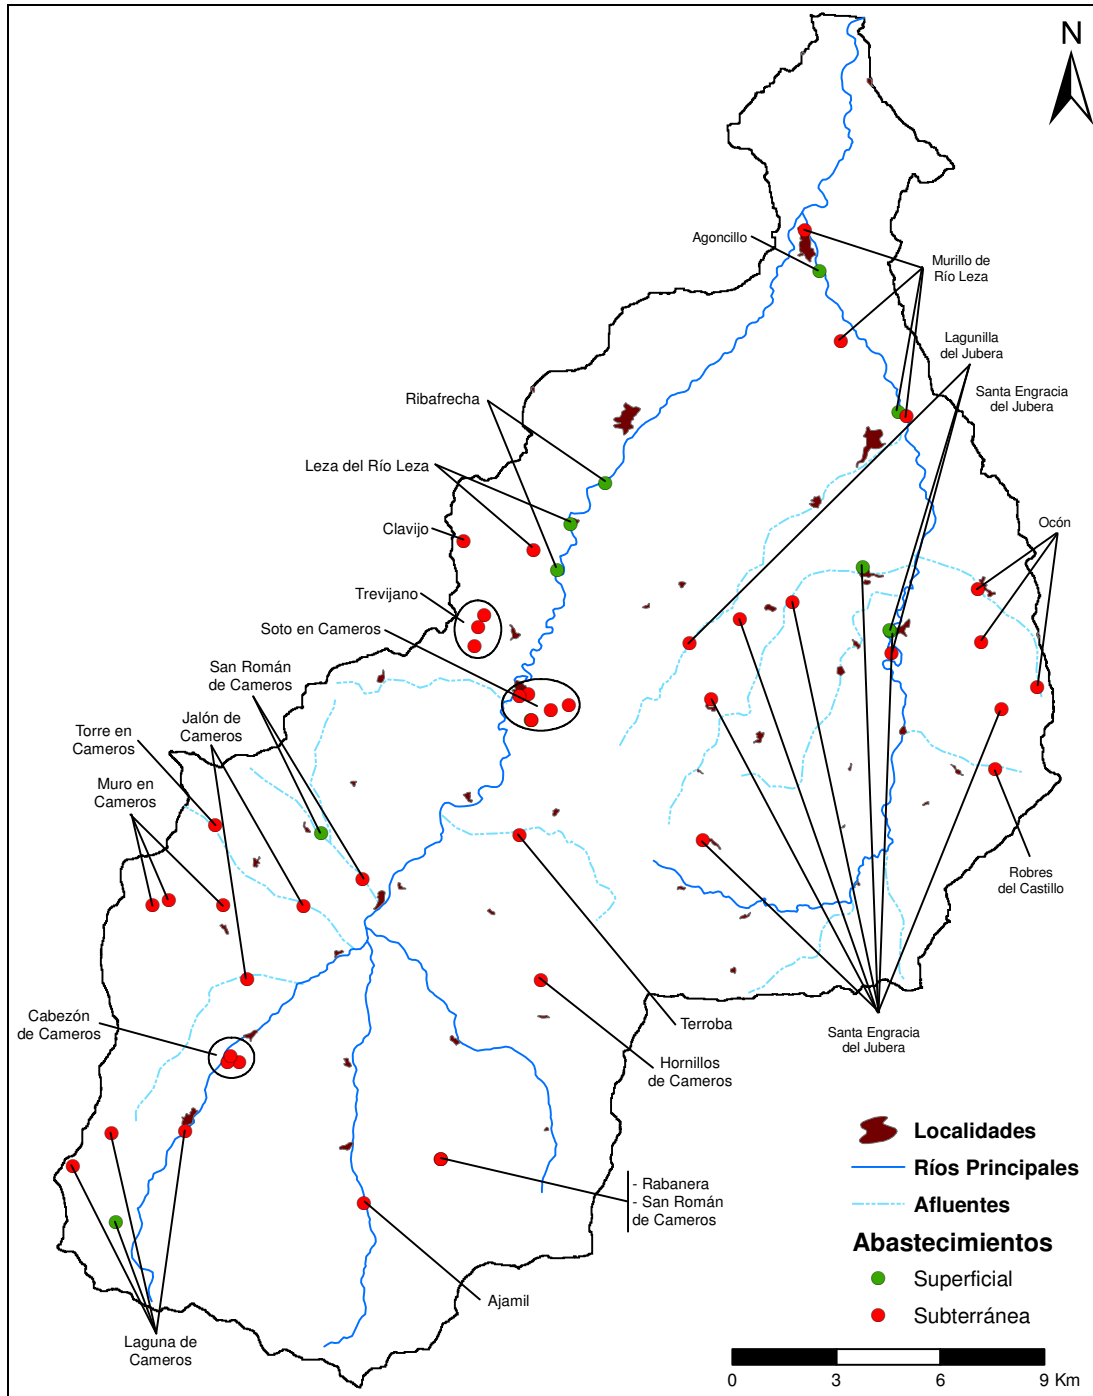 N
Agoncillo
Murillo de
Río Leza
Lagunilla
del Jubera
Santa Engracia
del Jubera
Ribafrecha
Leza del Río Leza
Clavijo
Ocón
Trevijano
Soto en Cameros
San Román
de Cameros
Jalón de
Cameros
Torre en
Cameros
Muro en
Cameros
Robres
del Castillo
Cabezón
de Cameros
Terroba
Santa Engracia
del Jubera
Hornillos
de Cameros
- Rabanera
- San Román
de Cameros
Ajamil
Laguna de
Cameros
Localidades
Ríos Principales
Afluentes
Abastecimientos
Superficial
Subterránea
0 3 6 9 Km